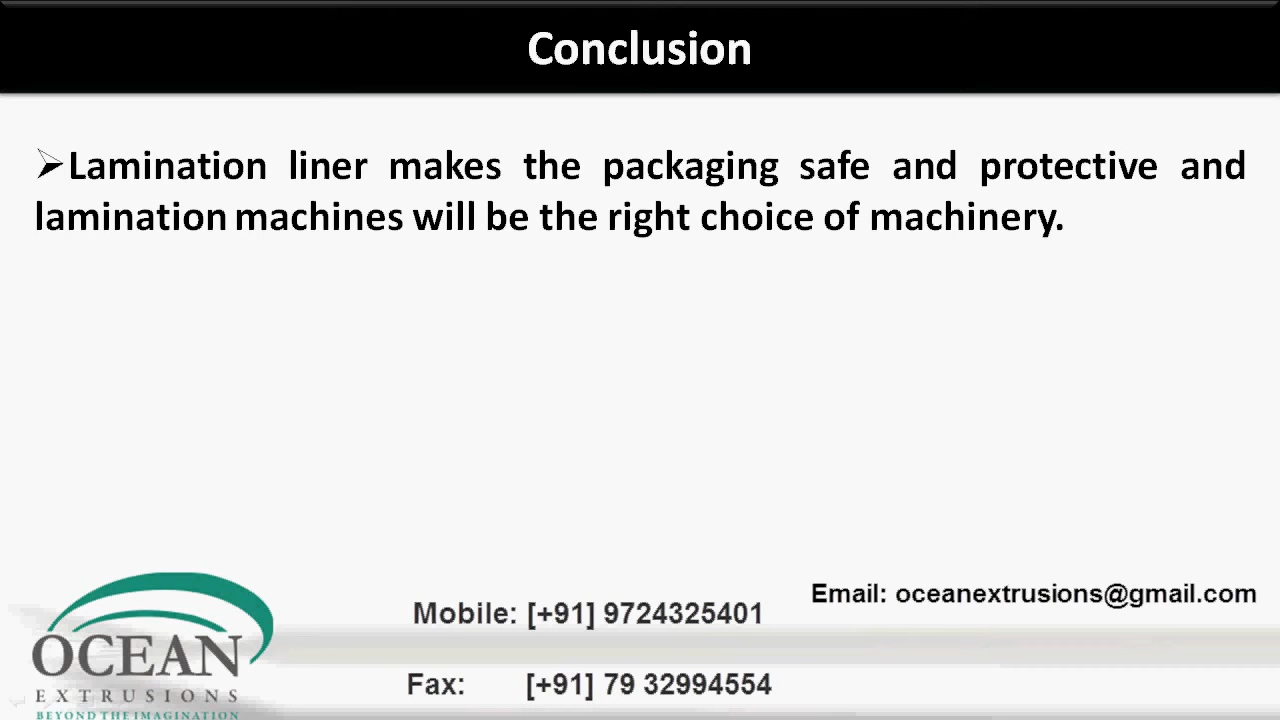 Conclusion
➢Lamination liner makes the packaging safe and protective and
lamination machines will be the right choice of machinery.
Email: oceanextrusions@gmail.com
Mobile: [+91] 9724325401
Fax: [+91] 79 32994554
OCEAN
EXTRUSIONS
BEYOND THE IMAGINATION